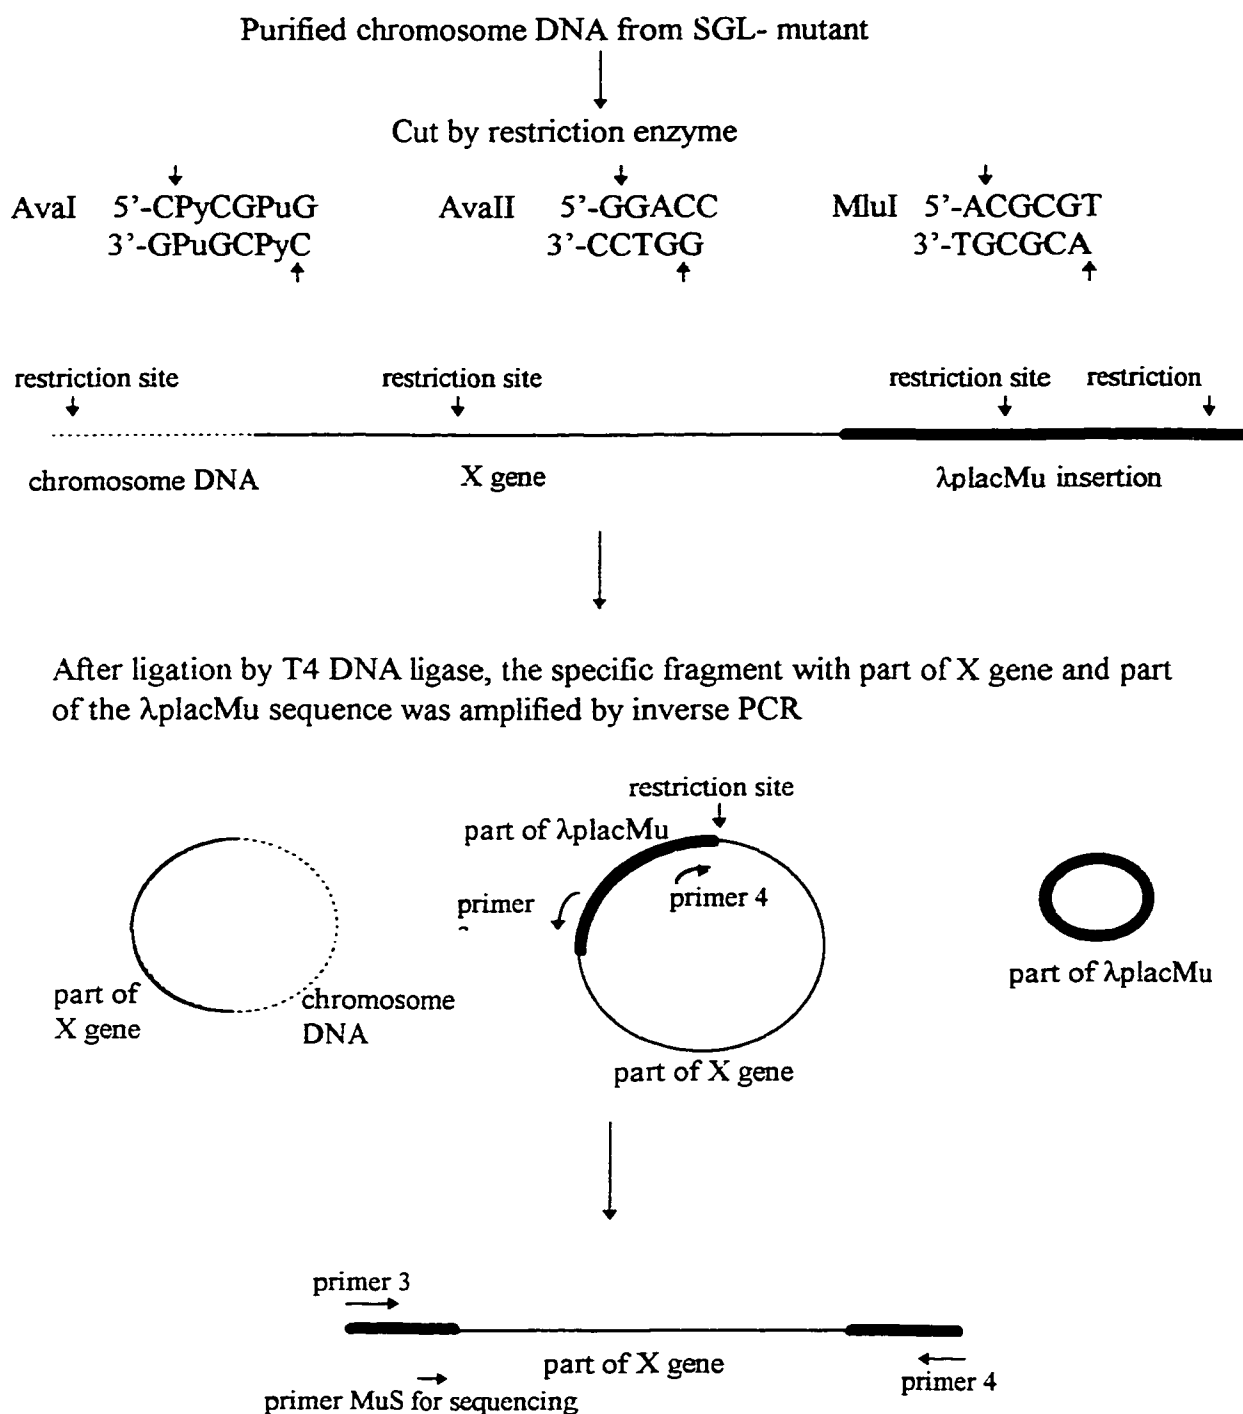 Purified chromosome DNA from SGL- mutant
Cut by restriction enzyme
AvaI 5'-CPyCGPuG AvaII 5'-GGACC MluI 5'-ACGCGT
3'-GPuGCPyC 3'-CCTGG 3'-TGCGCA
restriction site restriction site restriction site restriction
chromosome DNA X gene λplacMu insertion
After ligation by T4 DNA ligase, the specific fragment with part of X gene and part
of the λplacMu sequence was amplified by inverse PCR
restriction site
part of λplacMu
primer
primer 4
part of
X gene
chromosome
DNA
part of X gene
part of λplacMu
primer 3
part of X gene
primer MuS for sequencing
primer 4